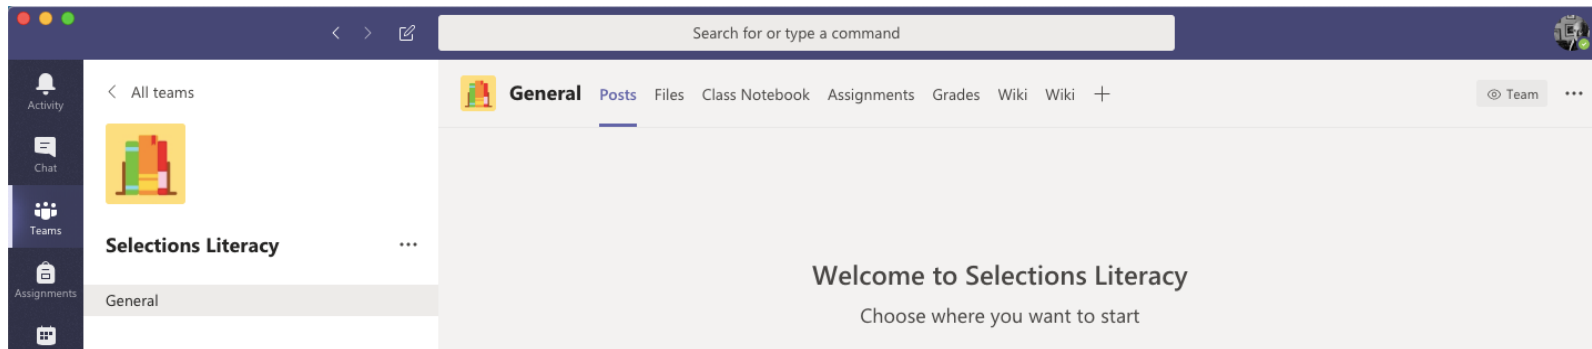 Search for or type a command
Activity
Chat
Teams
Assignments
All teams
Selections Literacy
General
General Posts Files Class Notebook Assignments Grades Wiki Wiki
Team
Welcome to Selections Literacy
Choose where you want to start